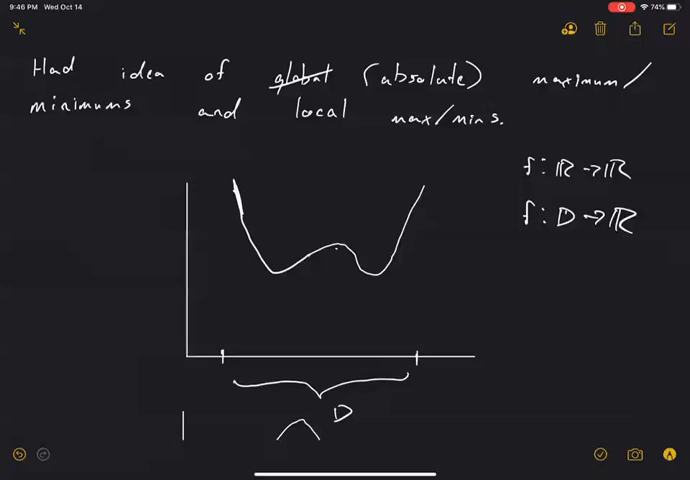 9:46 PM Wed Oct 14
74%
Had idea of global (absolute) maximum/
minimums and local max/mins.
f: ℝ → ℝ
f: D → ℝ
D